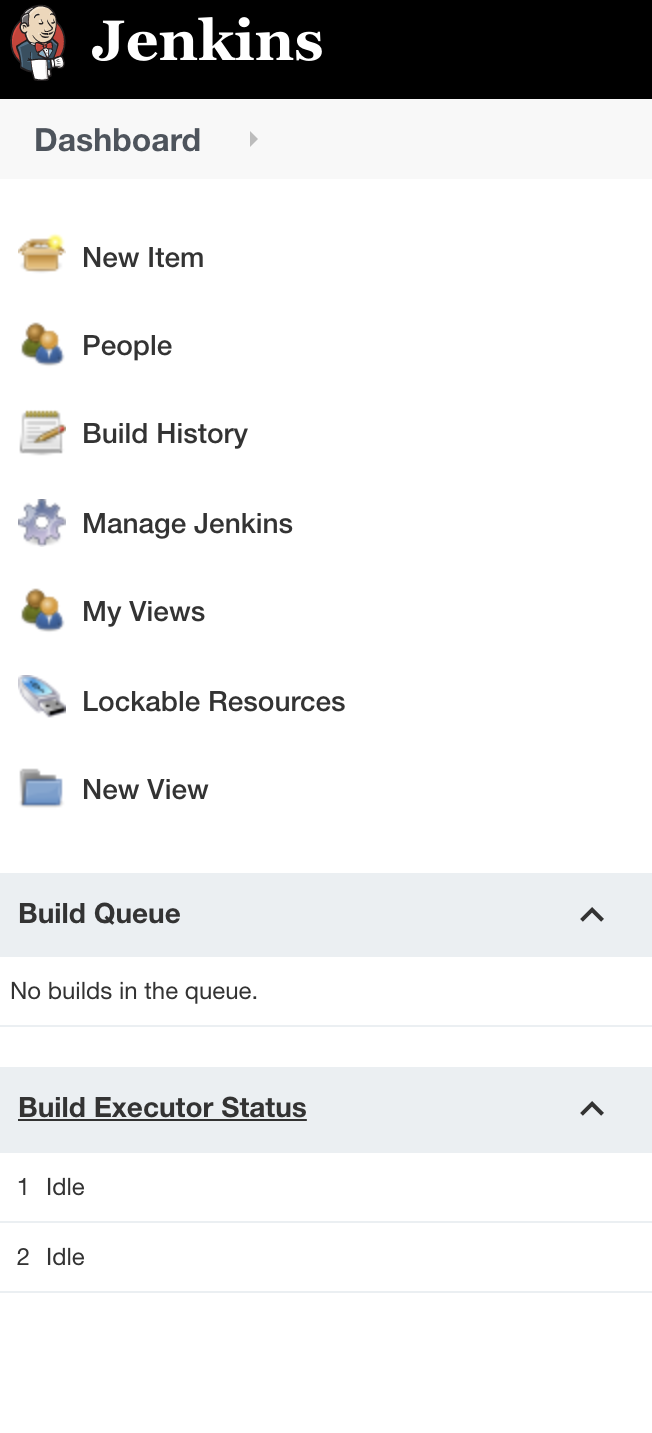 Jenkins
Dashboard
New Item
People
Build History
Manage Jenkins
My Views
Lockable Resources
New View
Build Queue
No builds in the queue.
Build Executor Status
1 Idle
2 Idle